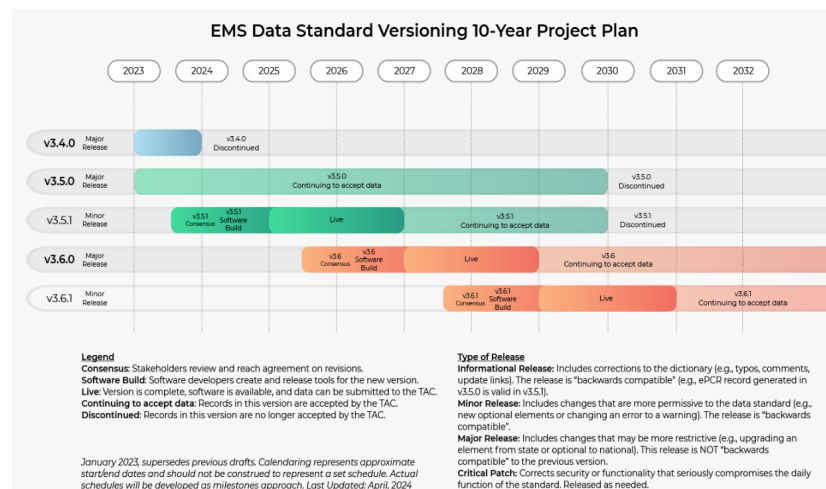 EMS Data Standard Versioning 10-Year Project Plan
2023 2024 2025 2026 2027 2028 2029 2030 2031 2032
v3.4.0 Major
Release
v3.4.0
Discontinued
v3.5.0 Major
Release
v3.5.0
Continuing to accept data
v3.5.0
Discontinued
v3.5.1 Minor
Release
v3.5.1
Consensus
v3.5.1
Software
Build
Live
v3.5.1
Continuing to accept data
v3.5.1
Discontinued
v3.6.0 Major
Release
v3.6
Consensus
v3.6
Software
Build
Live
v3.6
Continuing to accept data
v3.6.1 Minor
Release
v3.6.1
Consensus
v3.6.1
Software
Build
Live
v3.6.1
Continuing to accept data
Legend
Consensus: Stakeholders review and reach agreement on revisions.
Software Build: Software developers create and release tools for the new version.
Live: Version is complete, software is available, and data can be submitted to the TAC.
Continuing to accept data: Records in this version are accepted by the TAC.
Discontinued: Records in this version are no longer accepted by the TAC.
January 2023, supersedes previous drafts. Calendaring represents approximate
start/end dates and should not be construed to represent a set schedule. Actual
schedules will be developed as milestones approach. Last Updated: April, 2024
Type of Release
Informational Release: Includes corrections to the dictionary (e.g., typos, comments,
update links). The release is "backwards compatible" (e.g., ePCR record generated in
v3.5.0 is valid in v3.5.1).
Minor Release: Includes changes that are more permissive to the data standard (e.g.,
new optional elements or changing an error to a warning). The release is "backwards
compatible".
Major Release: Includes changes that may be more restrictive (e.g., upgrading an
element from state or optional to national). This release is NOT "backwards
compatible" to the previous version.
Critical Patch: Corrects security or functionality that seriously compromises the daily
function of the standard. Released as needed.